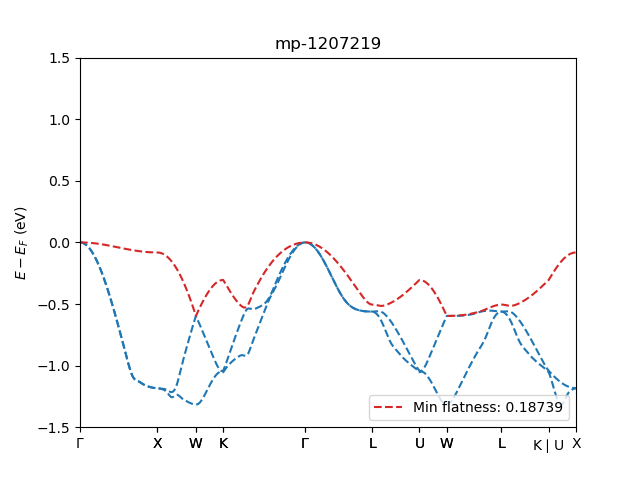 mp-1207219
1.5
1.0
0.5
0.0
−0.5
−1.0
−1.5
E − E_F (eV)
Min flatness: 0.18739
Γ X W K Γ L U W L K | U X